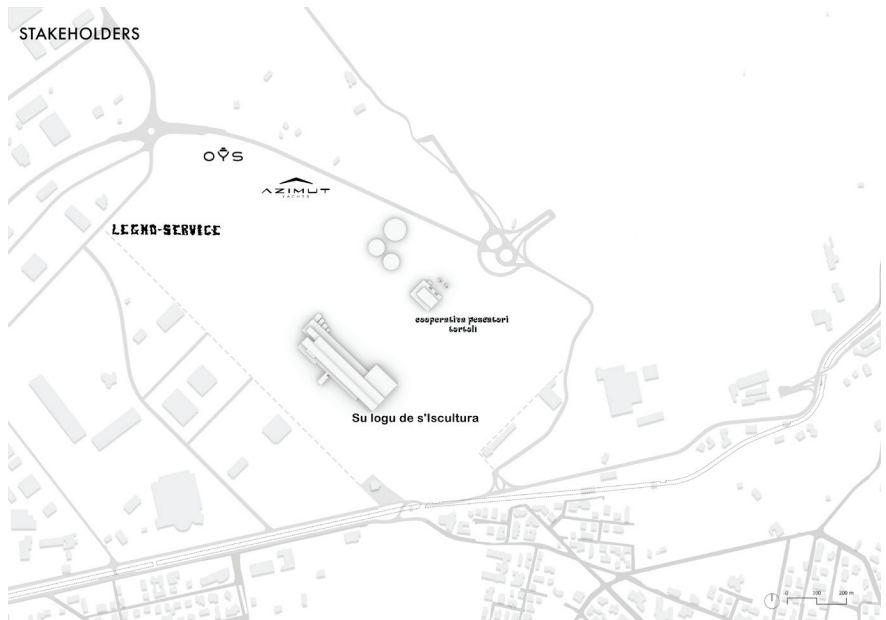 STAKEHOLDERS
OYS
AZIMUT
YACHTS
LEGNO-SERVICE
cooperativa pescatori
tortolì
Su logu de s'Iscultura
0 100 200 m